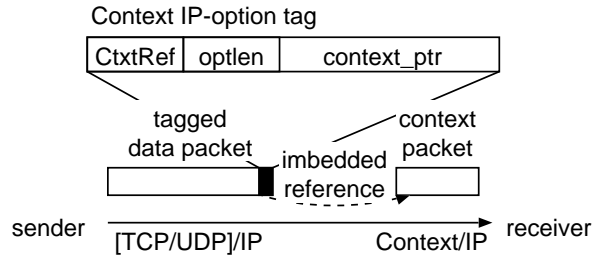 Context IP-option tag
CtxtRef optlen context_ptr
tagged
data packet
imbedded
reference
context
packet
sender
receiver
[TCP/UDP]/IP
Context/IP